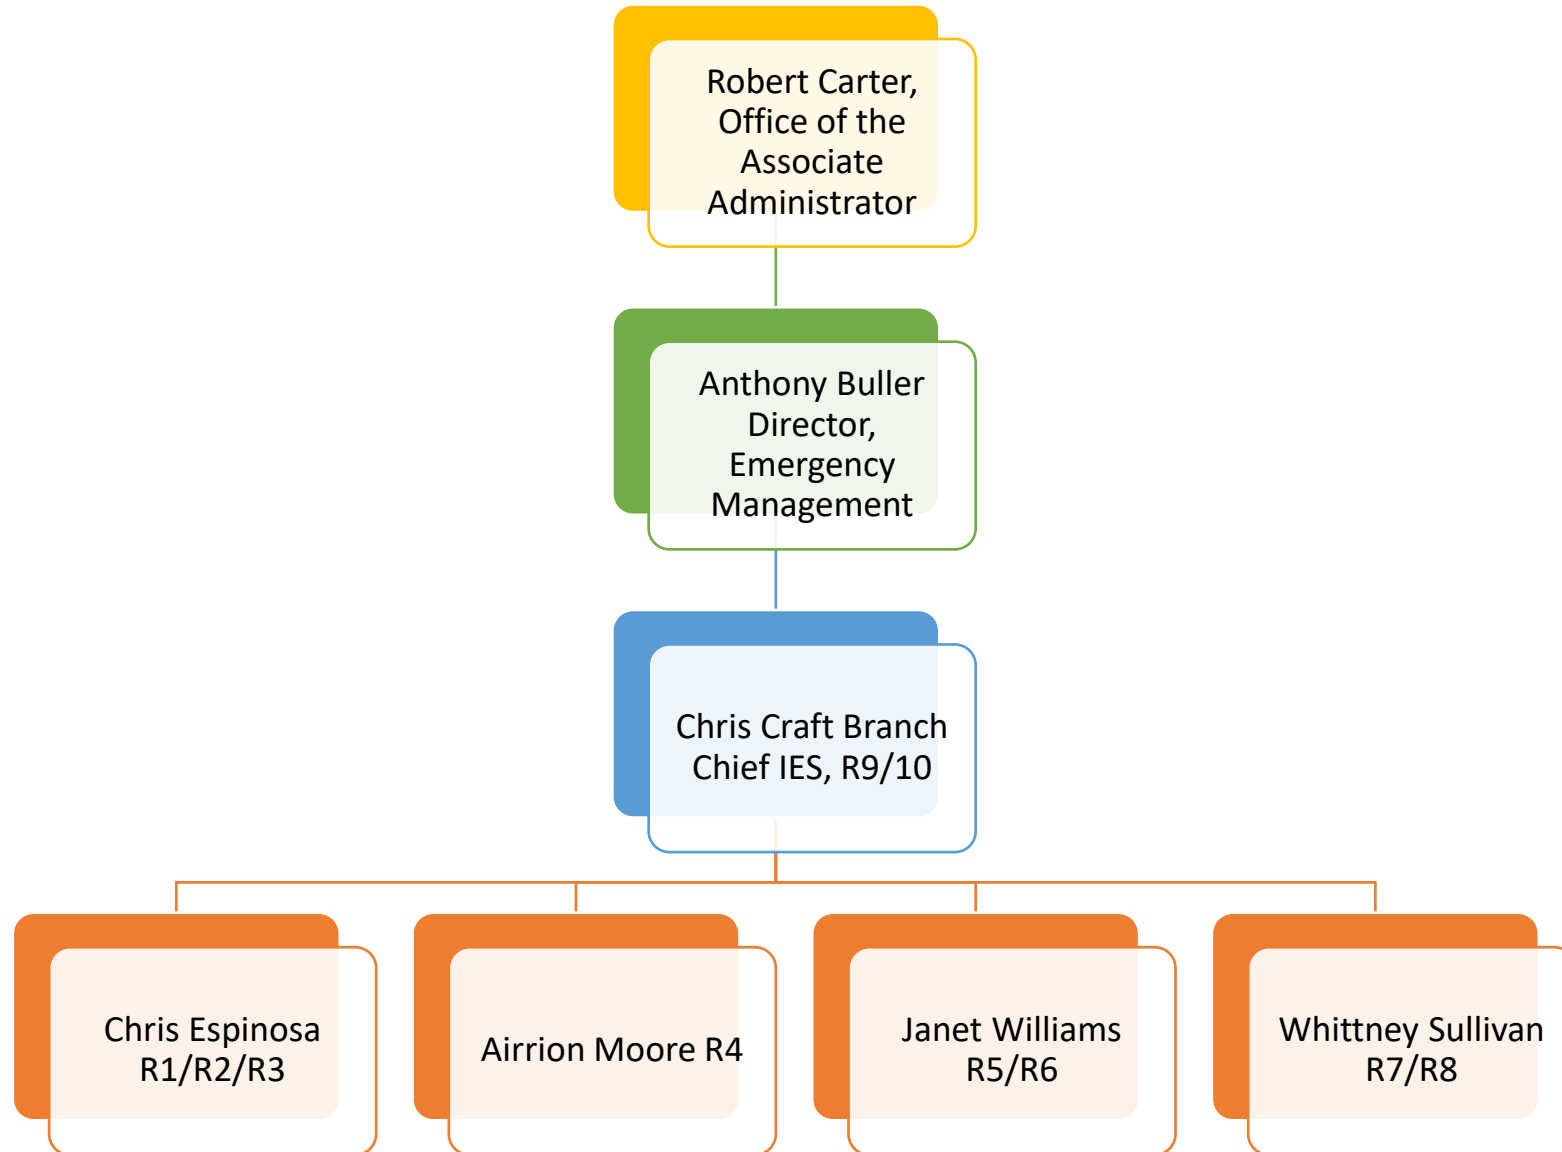 Robert Carter,
Office of the
Associate
Administrator
Anthony Buller
Director,
Emergency
Management
Chris Craft Branch
Chief IES, R9/10
Chris Espinosa
R1/R2/R3
Airrion Moore R4
Janet Williams
R5/R6
Whittney Sullivan
R7/R8